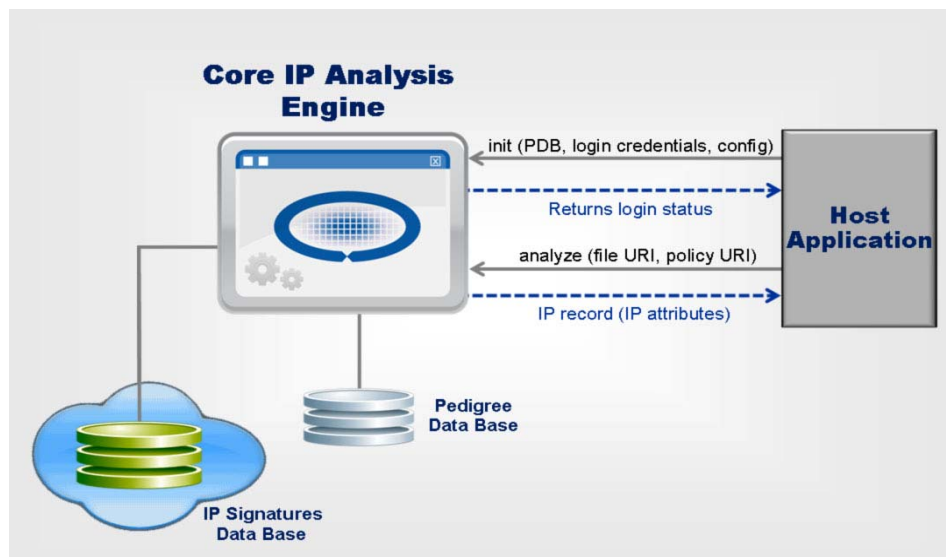 Core IP Analysis
Engine
init (PDB, login credentials, config)
Returns login status
Host
Application
analyze (file URI, policy URI)
IP record (IP attributes)
Pedigree
Data Base
IP Signatures
Data Base